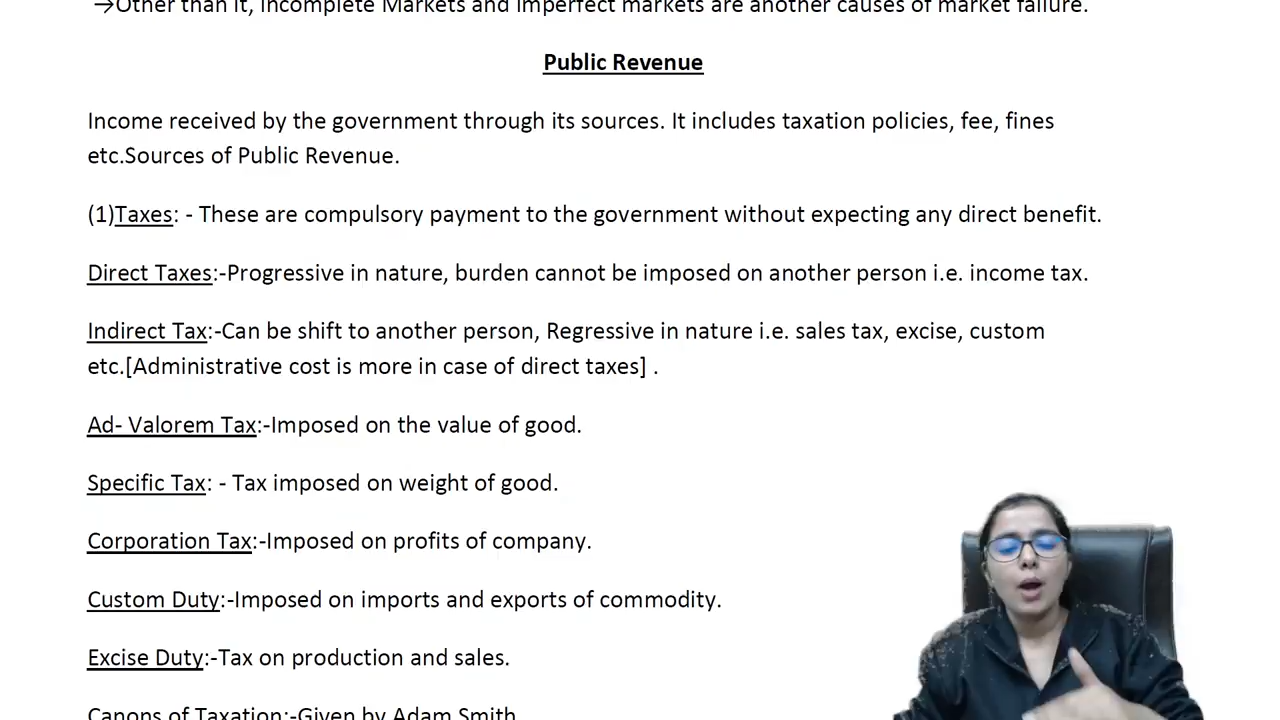 →Other than it, Incomplete Markets and imperfect markets are another causes of market failure.
Public Revenue
Income received by the government through its sources. It includes taxation policies, fee, fines
etc.Sources of Public Revenue.
(1)Taxes: - These are compulsory payment to the government without expecting any direct benefit.
Direct Taxes:-Progressive in nature, burden cannot be imposed on another person i.e. income tax.
Indirect Tax:-Can be shift to another person, Regressive in nature i.e. sales tax, excise, custom
etc.[Administrative cost is more in case of direct taxes] .
Ad- Valorem Tax:-Imposed on the value of good.
Specific Tax: - Tax imposed on weight of good.
Corporation Tax:-Imposed on profits of company.
Custom Duty:-Imposed on imports and exports of commodity.
Excise Duty:-Tax on production and sales.
Canons of Taxation:-Given by Adam Smith